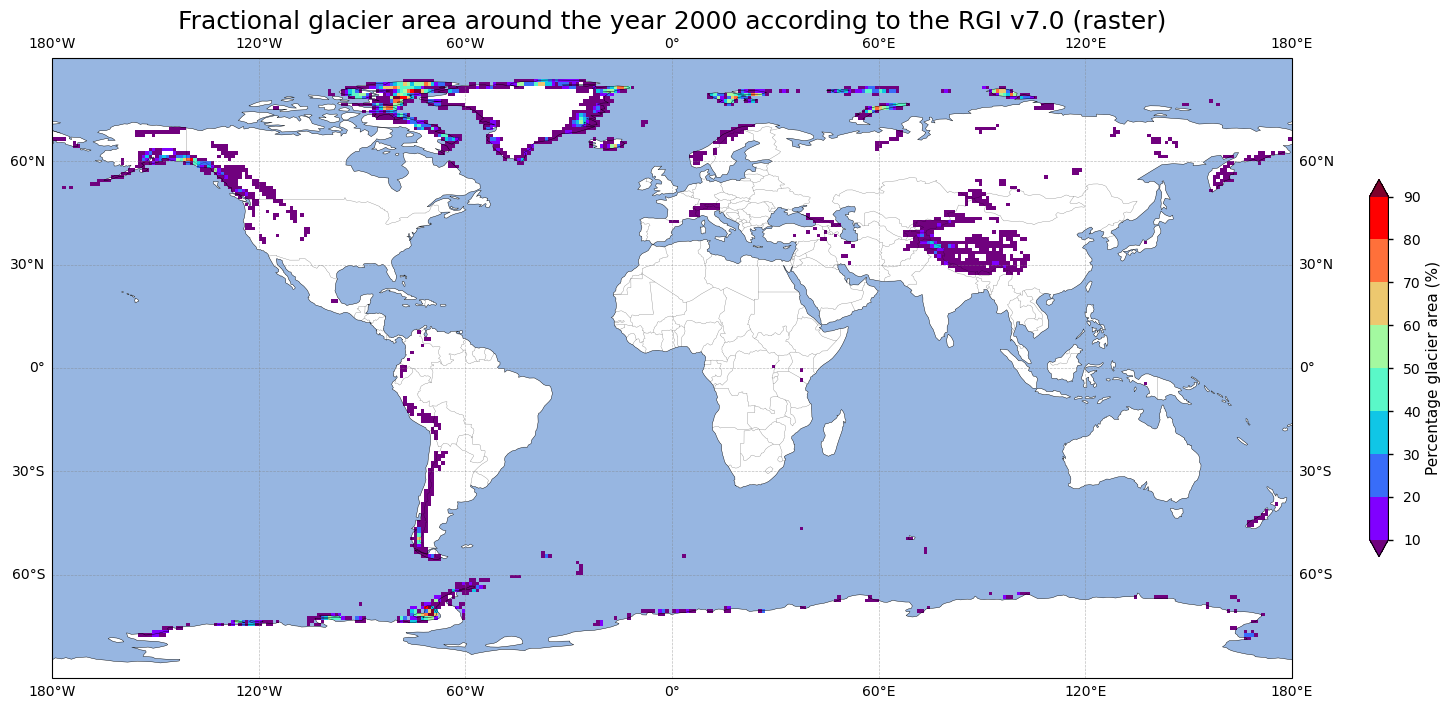 Fractional glacier area around the year 2000 according to the RGI v7.0 (raster)
180°W 120°W 60°W 0° 60°E 120°E 180°E
60°N 60°N
30°N 30°N
0° 0°
30°S 30°S
60°S 60°S
180°W 120°W 60°W 0° 60°E 120°E 180°E
90
80
70
60
50
40
30
20
10
Percentage glacier area (%)